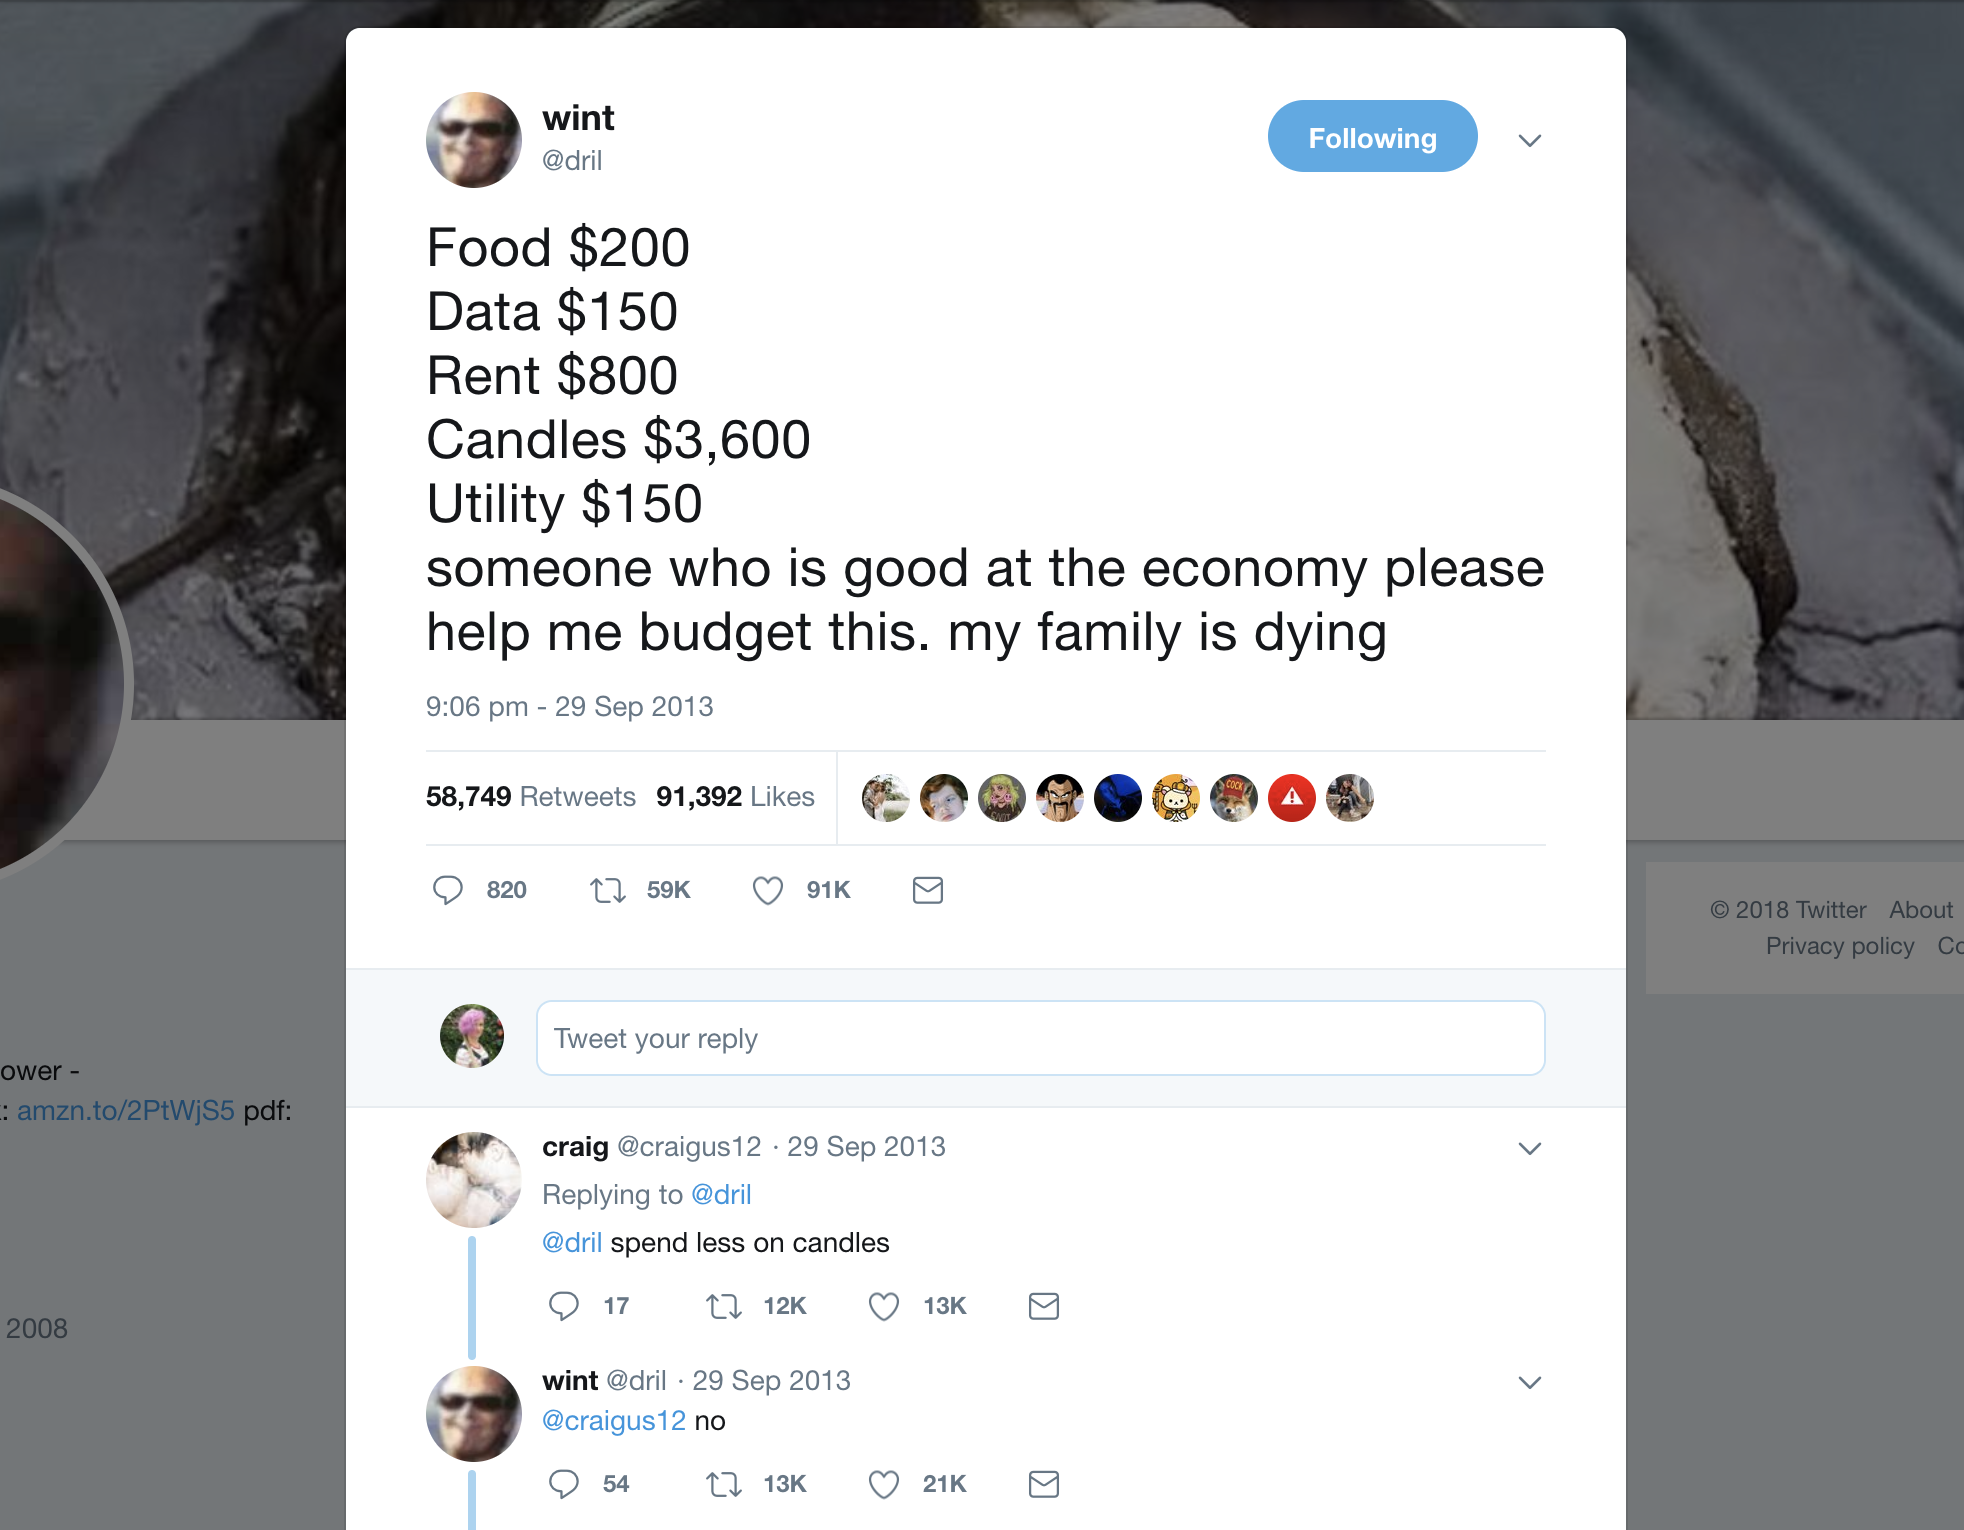 wint
@dril
Following
Food $200
Data $150
Rent $800
Candles $3,600
Utility $150
someone who is good at the economy please
help me budget this. my family is dying
9:06 pm - 29 Sep 2013
58,749 Retweets 91,392 Likes
COCK
820 59K 91K
© 2018 Twitter About
Privacy policy Co
Tweet your reply
ower -
: amzn.to/2PtWjS5 pdf:
craig @craigus12 · 29 Sep 2013
Replying to @dril
@dril spend less on candles
17 12K 13K
2008
wint @dril · 29 Sep 2013
@craigus12 no
54 13K 21K